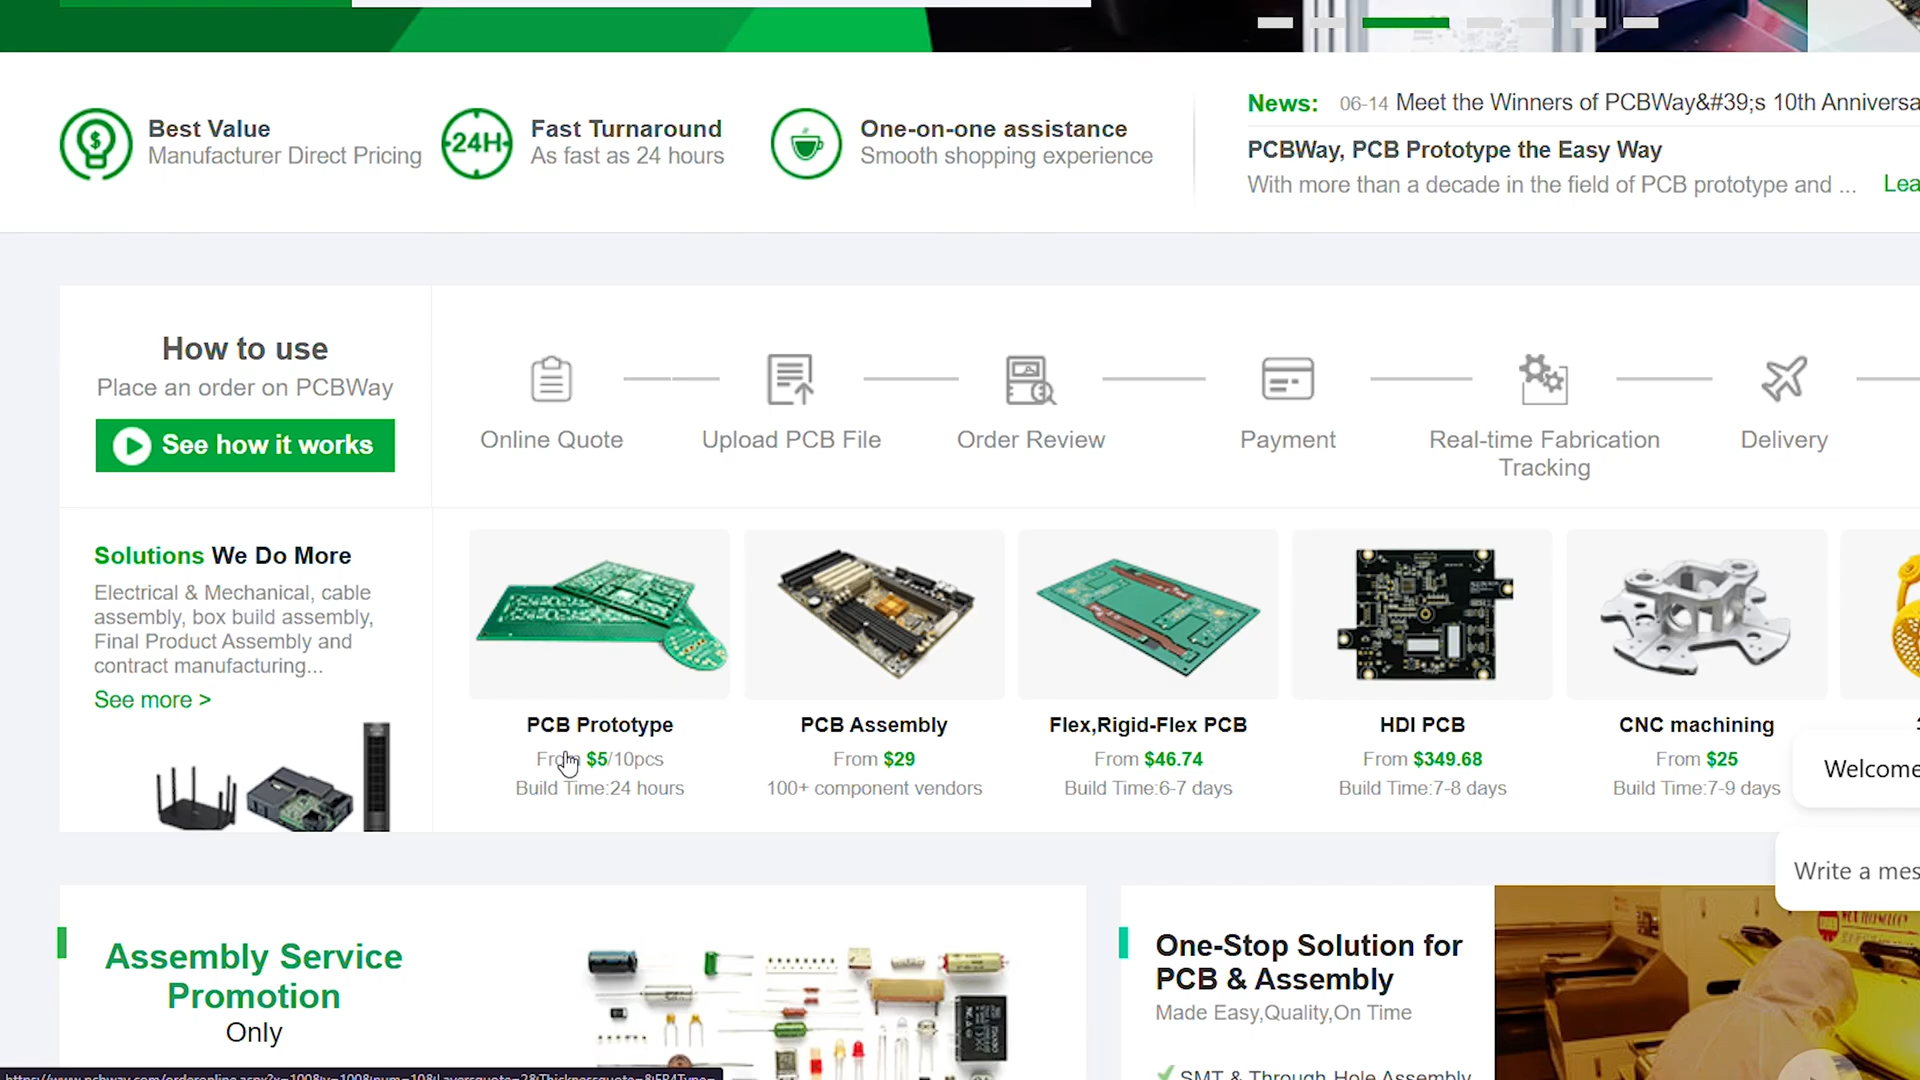 Best Value
Manufacturer Direct Pricing
24H
Fast Turnaround
As fast as 24 hours
One-on-one assistance
Smooth shopping experience
News: 06-14 Meet the Winners of PCBWay&#39;s 10th Anniversa
PCBWay, PCB Prototype the Easy Way
With more than a decade in the field of PCB prototype and ... Lea
How to use
Place an order on PCBWay
See how it works
Online Quote
Upload PCB File
Order Review
Payment
Real-time Fabrication
Tracking
Delivery
Solutions We Do More
Electrical & Mechanical, cable
assembly, box build assembly,
Final Product Assembly and
contract manufacturing...
See more >
PCB Prototype
From $5/10pcs
Build Time:24 hours
PCB Assembly
From $29
100+ component vendors
Flex,Rigid-Flex PCB
From $46.74
Build Time:6-7 days
HDI PCB
From $349.68
Build Time:7-8 days
CNC machining
From $25
Build Time:7-9 days
Welcome
Write a mes
Assembly Service
Promotion
Only
One-Stop Solution for
PCB & Assembly
Made Easy,Quality,On Time
SMT & Through-Hole Assembly